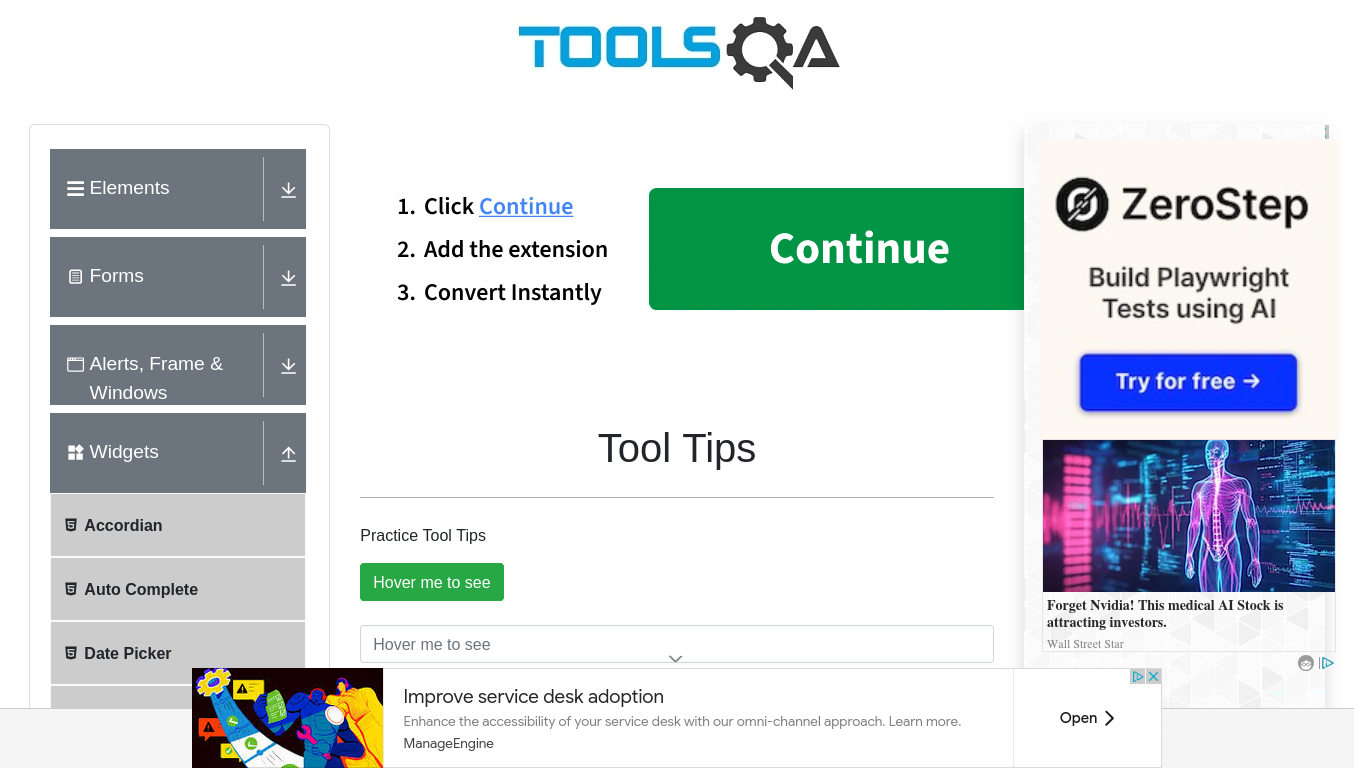 TOOLSQA
Elements
Forms
Alerts, Frame &
Windows
Widgets
Accordian
Auto Complete
Date Picker
1. Click Continue
2. Add the extension
3. Convert Instantly
Continue
Tool Tips
Practice Tool Tips
Hover me to see
Hover me to see
ZeroStep
Build Playwright
Tests using AI
Try for free →
Forget Nvidia! This medical AI Stock is
attracting investors.
Wall Street Star
Improve service desk adoption
Enhance the accessibility of your service desk with our omni-channel approach. Learn more.
ManageEngine
Open